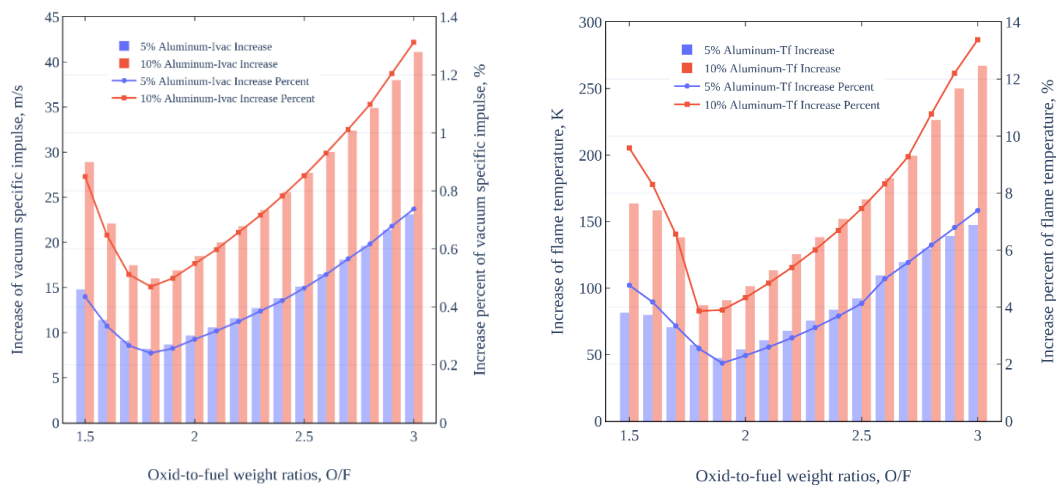 45
40
35
30
25
20
15
10
5
0
Increase of vacuum specific impulse, m/s
5% Aluminum-Ivac Increase
10% Aluminum-Ivac Increase
5% Aluminum-Ivac Increase Percent
10% Aluminum-Ivac Increase Percent
1.4
1.2
1
0.8
0.6
0.4
0.2
0
Increase percent of vacuum specific impulse, %
1.5
2
2.5
3
Oxid-to-fuel weight ratios, O/F
300
250
200
150
100
50
0
Increase of flame temperature, K
5% Aluminum-Tf Increase
10% Aluminum-Tf Increase
5% Aluminum-Tf Increase Percent
10% Aluminum-Tf Increase Percent
14
12
10
8
6
4
2
0
Increase percent of flame temperature, %
1.5
2
2.5
3
Oxid-to-fuel weight ratios, O/F